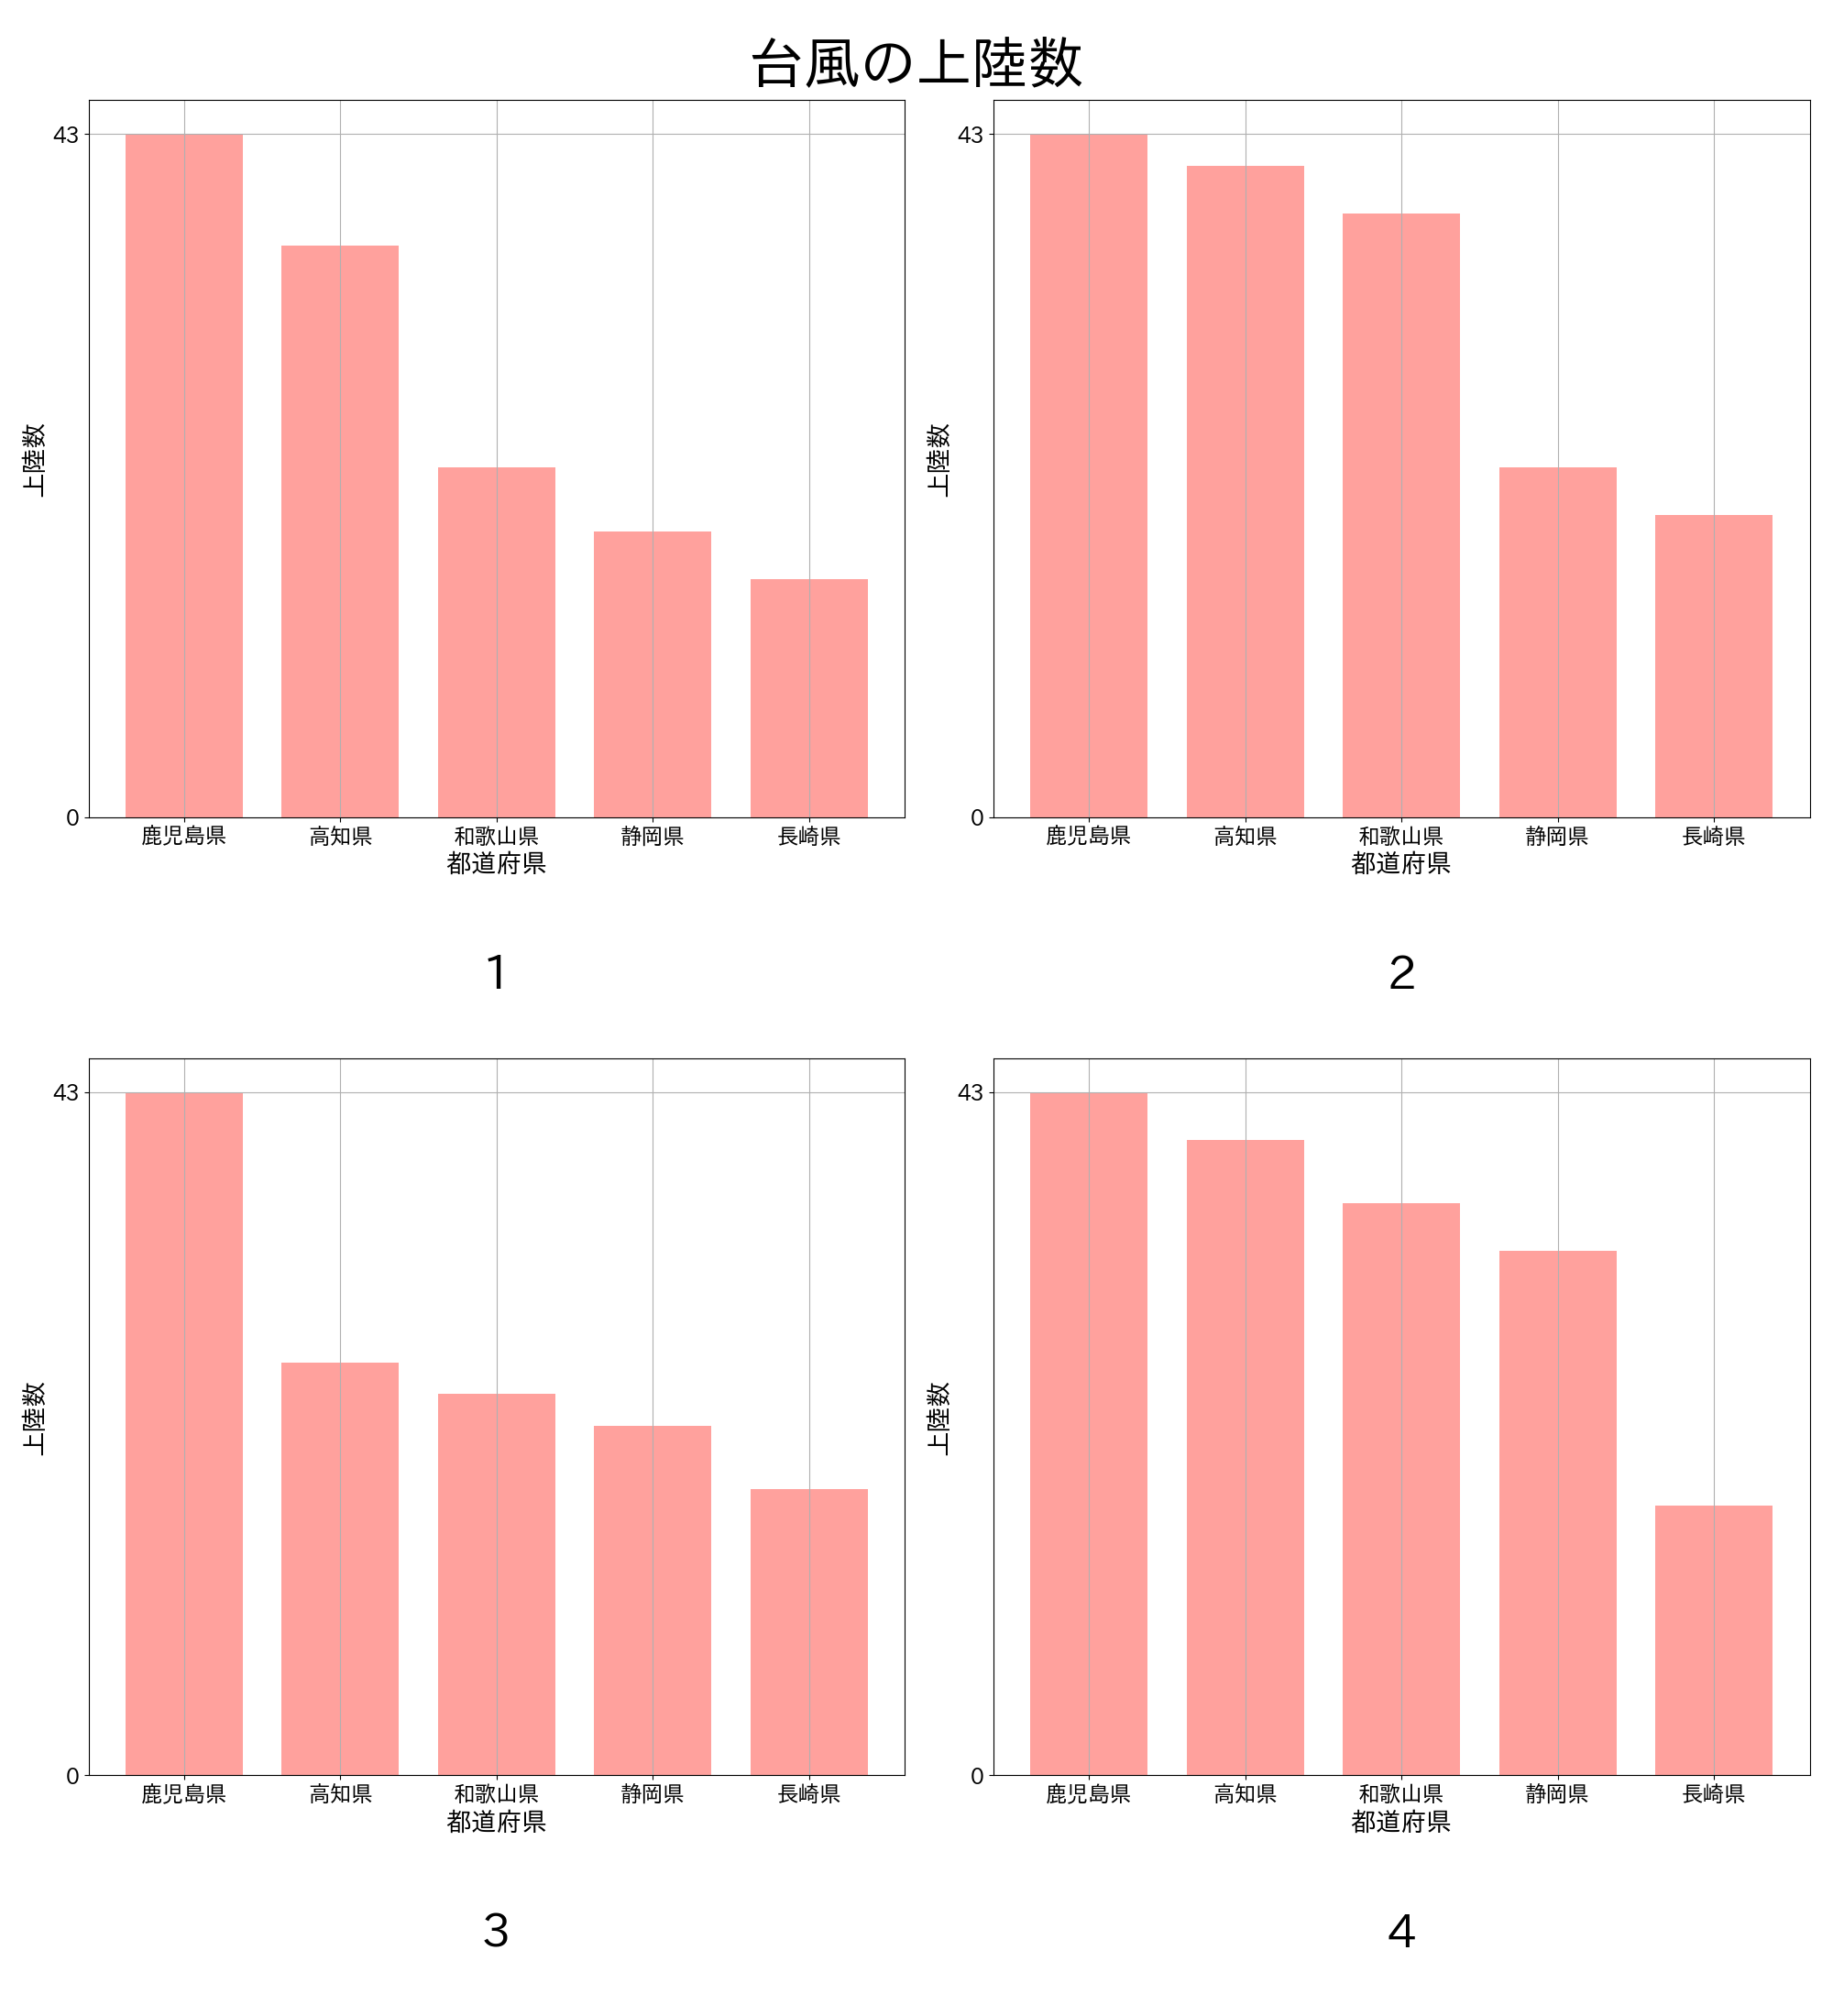 台風の上陸数
43
0
上陸数
鹿児島県 高知県 和歌山県 静岡県 長崎県
都道府県
1
43
0
上陸数
鹿児島県 高知県 和歌山県 静岡県 長崎県
都道府県
2
43
0
上陸数
鹿児島県 高知県 和歌山県 静岡県 長崎県
都道府県
3
43
0
上陸数
鹿児島県 高知県 和歌山県 静岡県 長崎県
都道府県
4